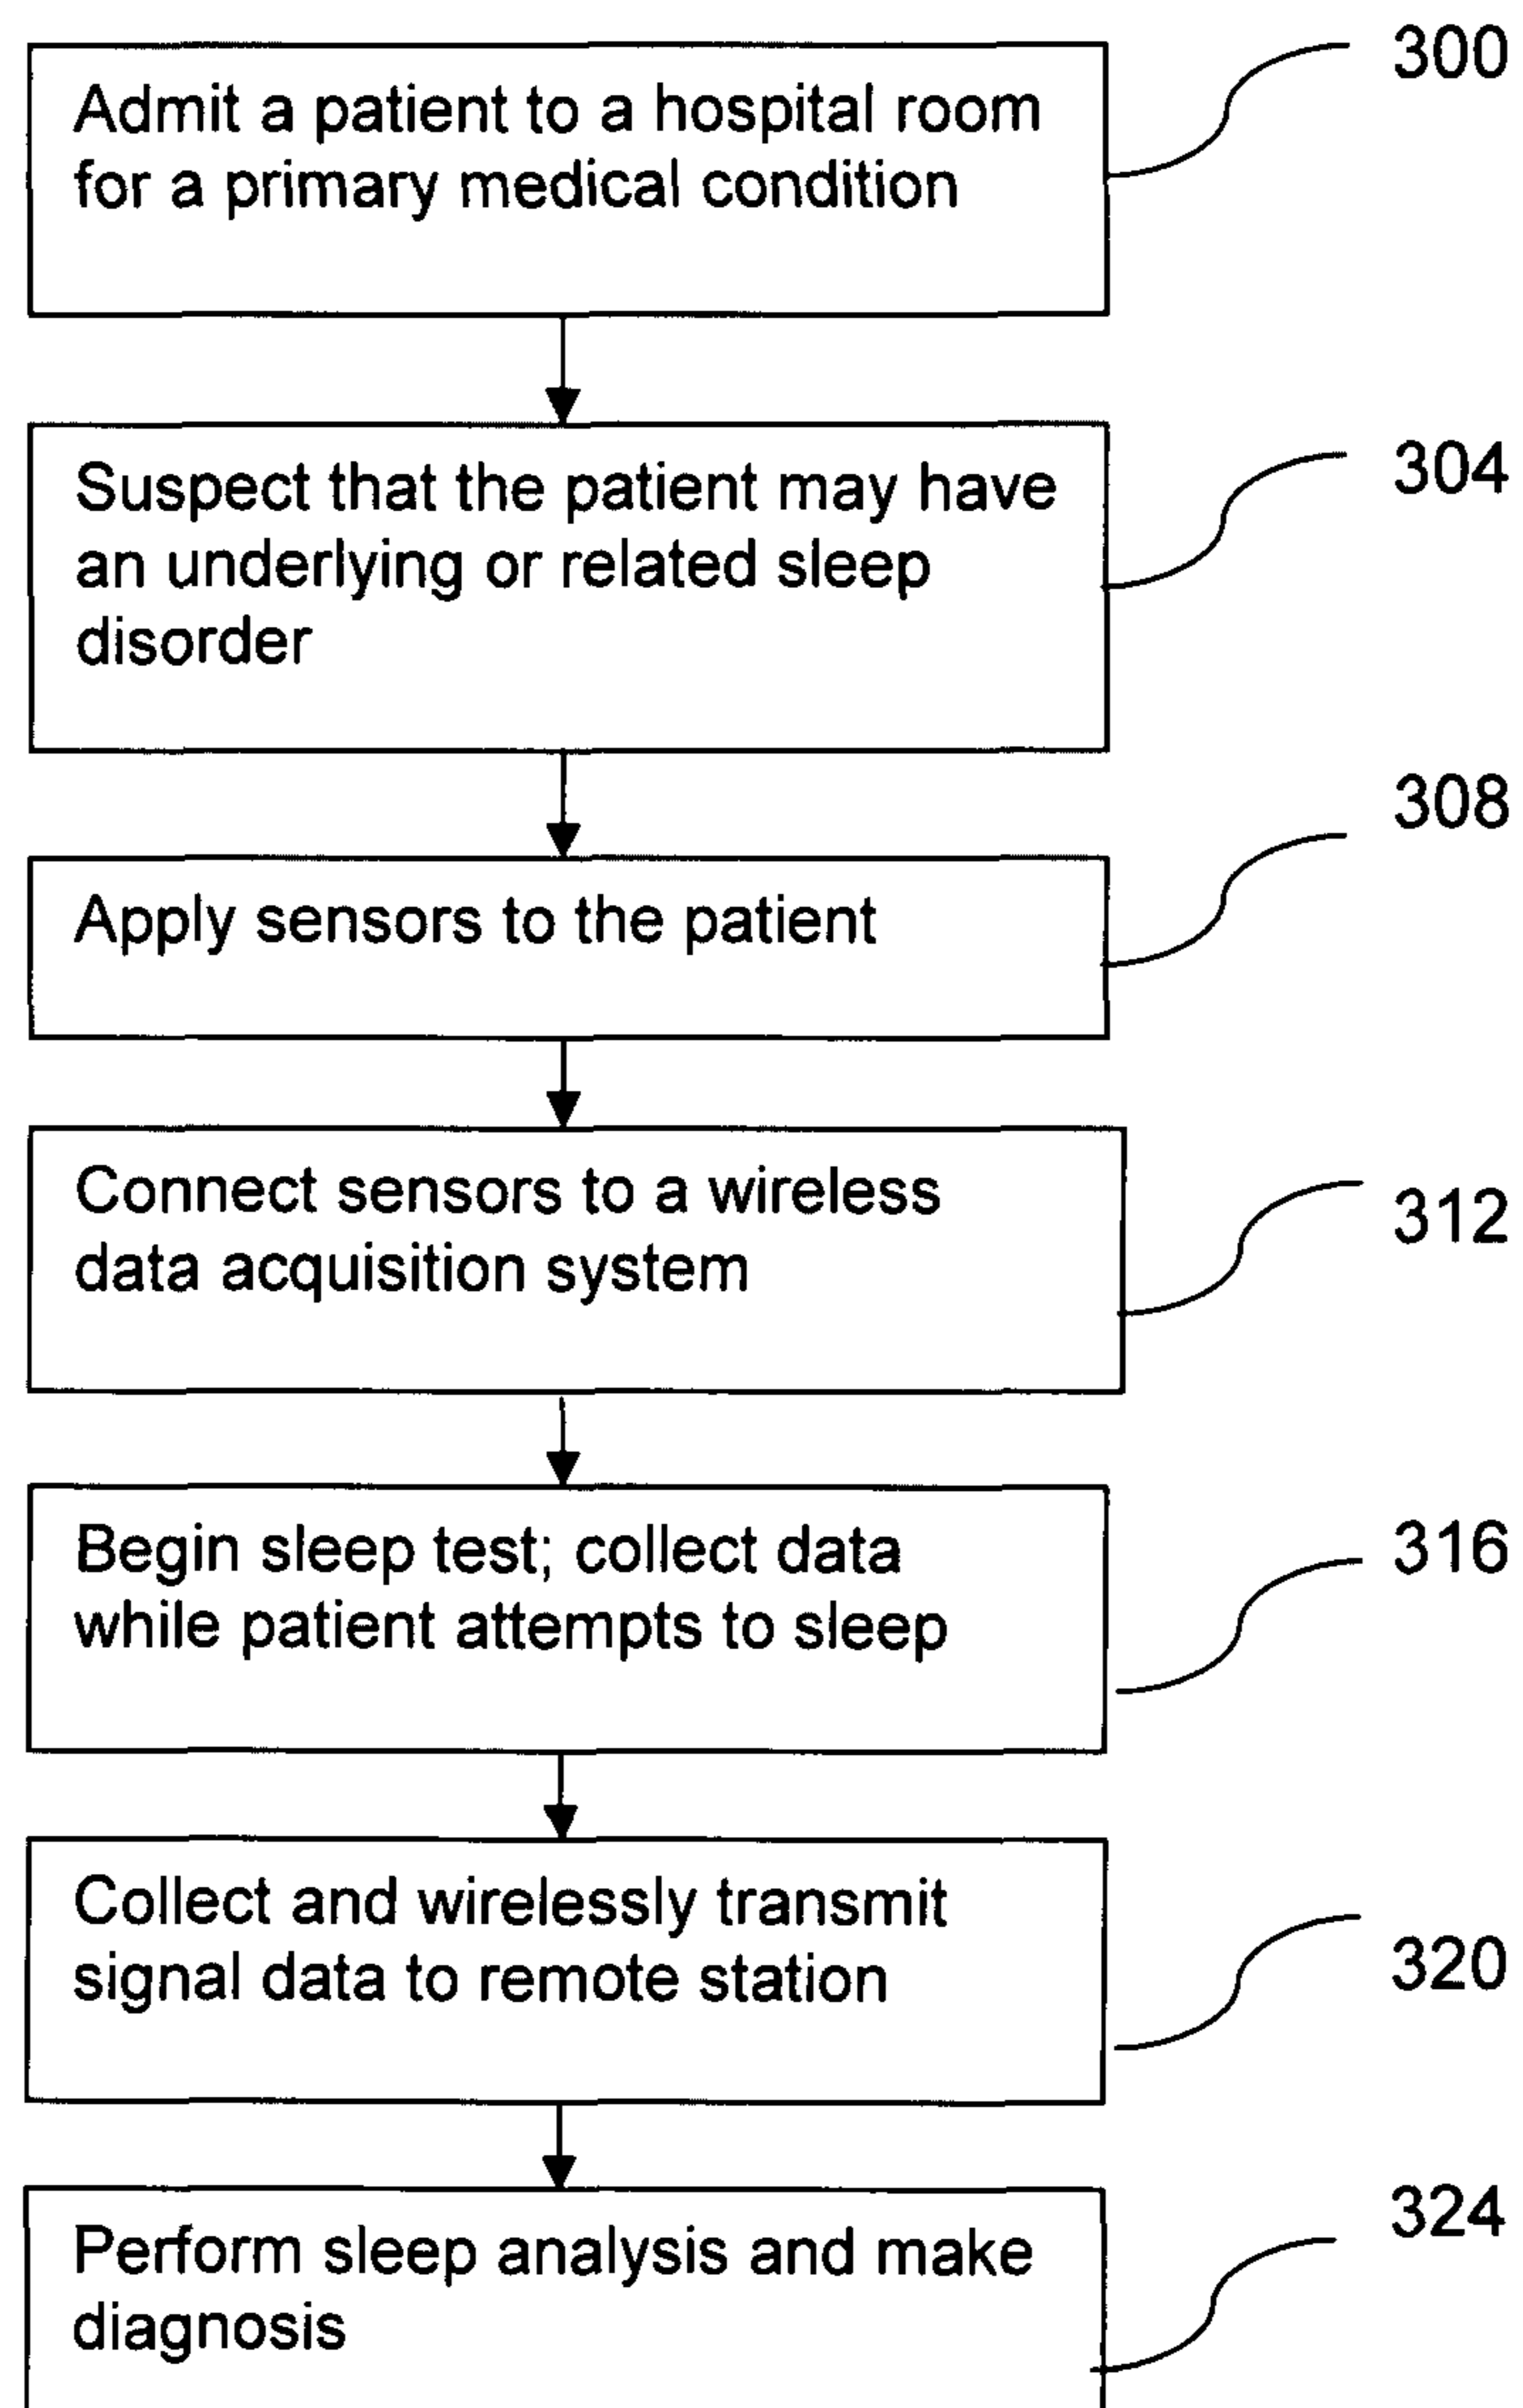 300
Admit a patient to a hospital room
for a primary medical condition
304
Suspect that the patient may have
an underlying or related sleep
disorder
308
Apply sensors to the patient
312
Connect sensors to a wireless
data acquisition system
316
Begin sleep test; collect data
while patient attempts to sleep
320
Collect and wirelessly transmit
signal data to remote station
324
Perform sleep analysis and make
diagnosis